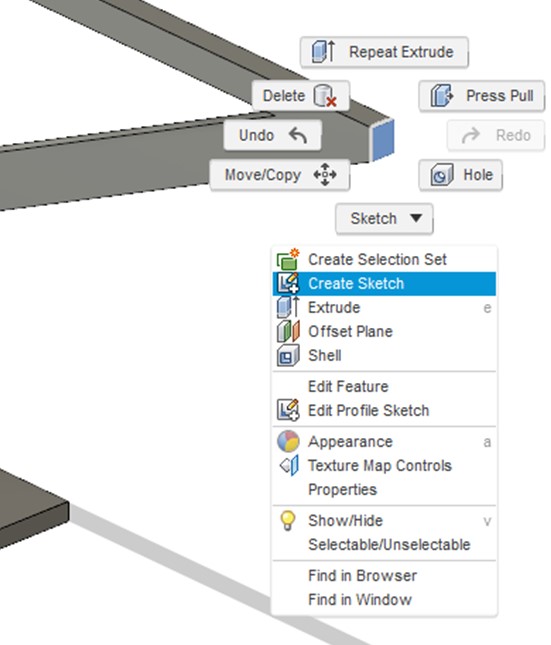 Repeat Extrude
Delete
Press Pull
Undo
Redo
Move/Copy
Hole
Sketch
Create Selection Set
Create Sketch
Extrude e
Offset Plane
Shell
Edit Feature
Edit Profile Sketch
Appearance a
Texture Map Controls
Properties
Show/Hide v
Selectable/Unselectable
Find in Browser
Find in Window